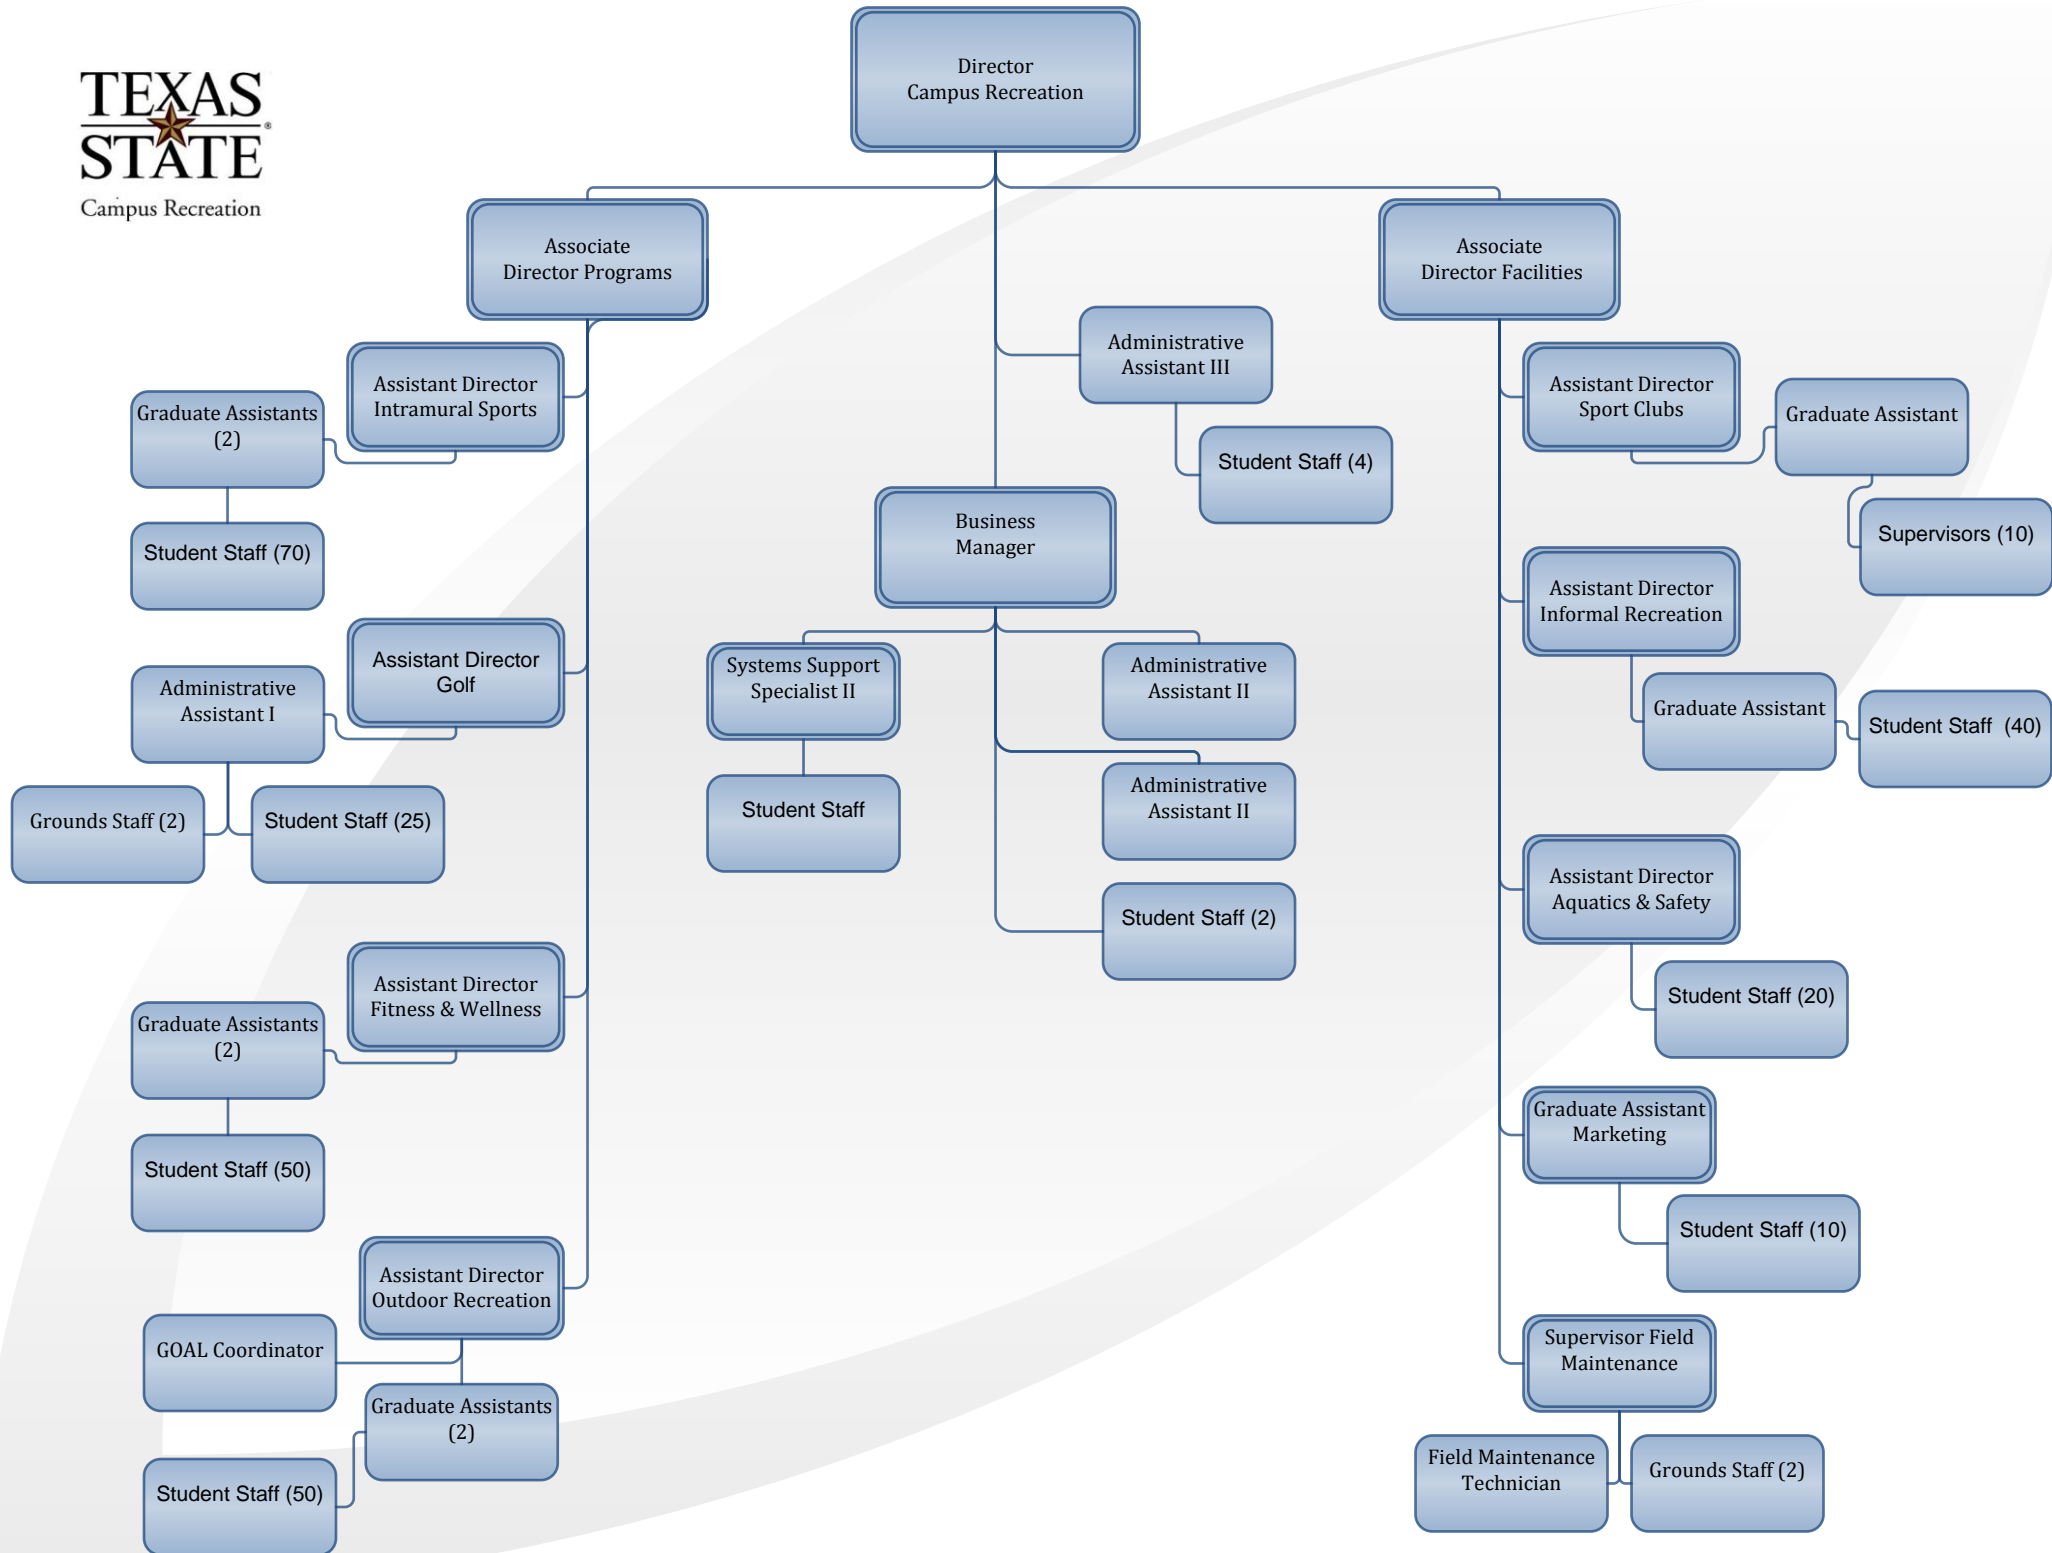 TEXAS
STATE
®
Campus Recreation
Director
Campus Recreation
Associate
Director Programs
Associate
Director Facilities
Administrative
Assistant III
Student Staff (4)
Assistant Director
Intramural Sports
Graduate Assistants
(2)
Student Staff (70)
Assistant Director
Golf
Administrative
Assistant I
Grounds Staff (2)
Student Staff (25)
Assistant Director
Fitness & Wellness
Graduate Assistants
(2)
Student Staff (50)
Assistant Director
Outdoor Recreation
GOAL Coordinator
Graduate Assistants
(2)
Student Staff (50)
Business
Manager
Systems Support
Specialist II
Student Staff
Administrative
Assistant II
Administrative
Assistant II
Student Staff (2)
Assistant Director
Sport Clubs
Graduate Assistant
Supervisors (10)
Assistant Director
Informal Recreation
Graduate Assistant
Student Staff  (40)
Assistant Director
Aquatics & Safety
Student Staff (20)
Graduate Assistant
Marketing
Student Staff (10)
Supervisor Field
Maintenance
Field Maintenance
Technician
Grounds Staff (2)